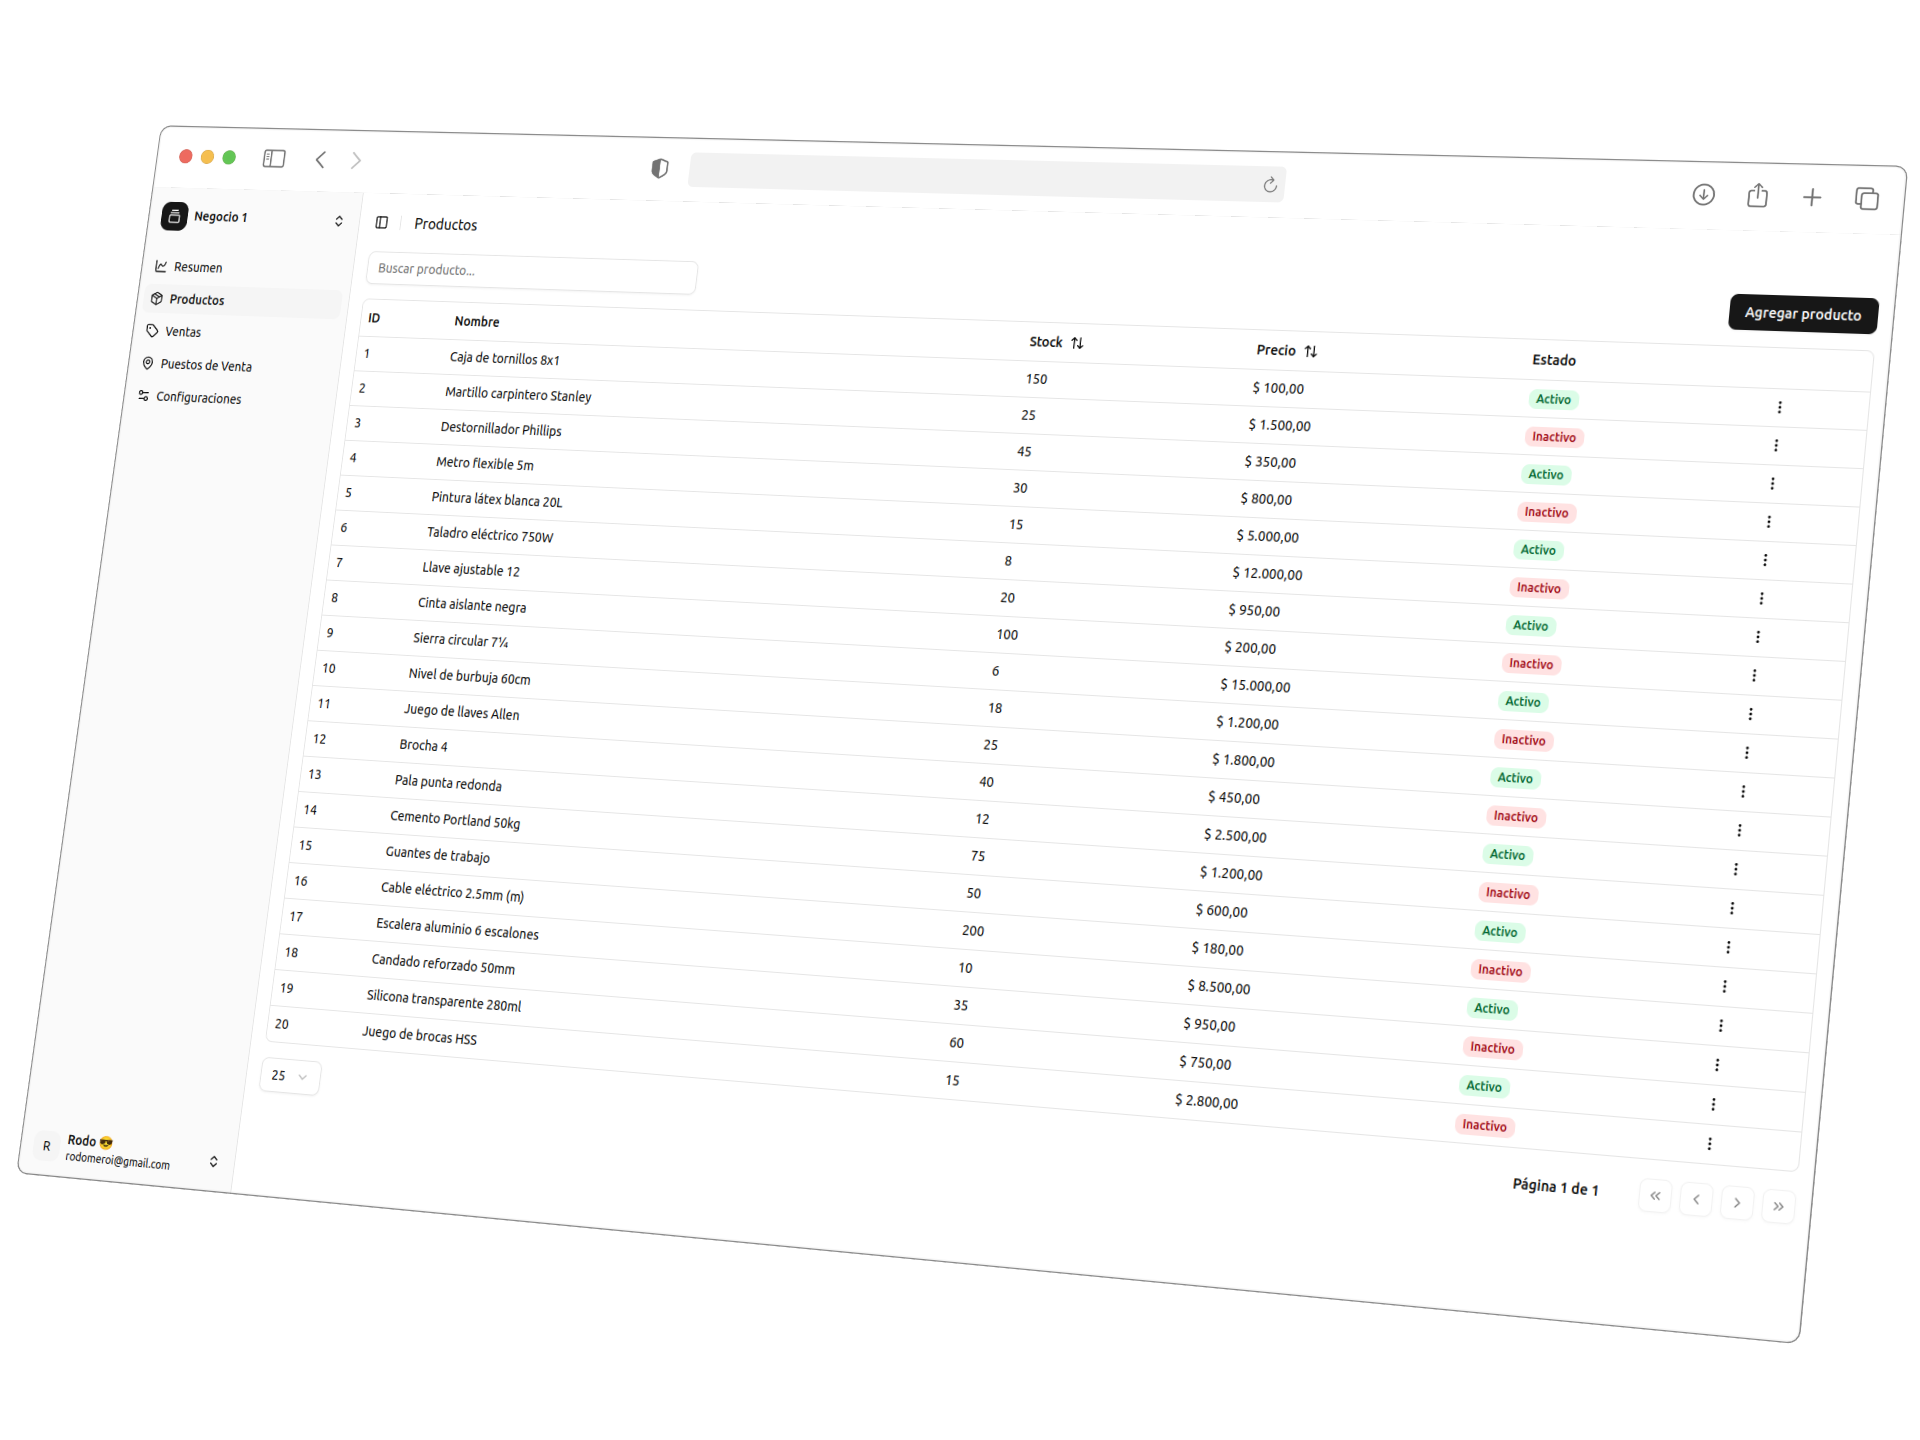 Negocio 1
Resumen
Productos
Ventas
Puestos de Venta
Configuraciones
R
Rodo 😎
rodomeroi@gmail.com
Productos
Buscar producto...
Agregar producto
ID Nombre Stock Precio Estado
1 Caja de tornillos 8x1 150 $ 100,00 Activo
2 Martillo carpintero Stanley 25 $ 1.500,00 Inactivo
3 Destornillador Phillips 45 $ 350,00 Activo
4 Metro flexible 5m 30 $ 800,00 Inactivo
5 Pintura látex blanca 20L 15 $ 5.000,00 Activo
6 Taladro eléctrico 750W 8 $ 12.000,00 Inactivo
7 Llave ajustable 12 20 $ 950,00 Activo
8 Cinta aislante negra 100 $ 200,00 Inactivo
9 Sierra circular 7¼ 6 $ 15.000,00 Activo
10 Nivel de burbuja 60cm 18 $ 1.200,00 Inactivo
11 Juego de llaves Allen 25 $ 1.800,00 Activo
12 Brocha 4 40 $ 450,00 Inactivo
13 Pala punta redonda 12 $ 2.500,00 Activo
14 Cemento Portland 50kg 75 $ 1.200,00 Inactivo
15 Guantes de trabajo 50 $ 600,00 Activo
16 Cable eléctrico 2.5mm (m) 200 $ 180,00 Inactivo
17 Escalera aluminio 6 escalones 10 $ 8.500,00 Activo
18 Candado reforzado 50mm 35 $ 950,00 Inactivo
19 Silicona transparente 280ml 60 $ 750,00 Activo
20 Juego de brocas HSS 15 $ 2.800,00 Inactivo
25
Página 1 de 1